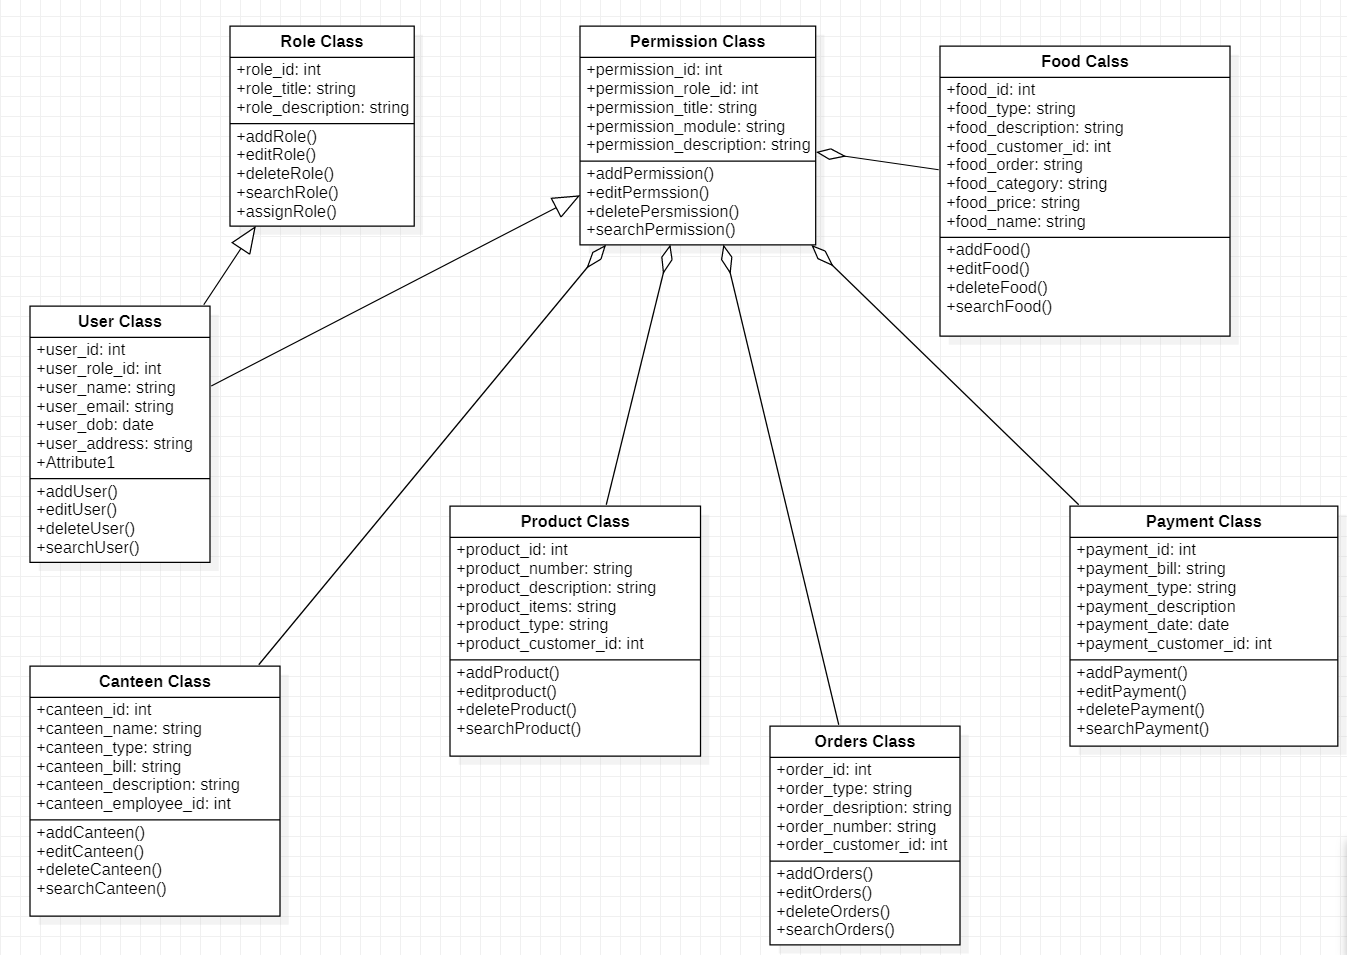 Role Class
+role_id: int
+role_title: string
+role_description: string
+addRole()
+editRole()
+deleteRole()
+searchRole()
+assignRole()
Permission Class
+permission_id: int
+permission_role_id: int
+permission_title: string
+permission_module: string
+permission_description: string
+addPermission()
+editPermssion()
+deletePersmission()
+searchPermission()
Food Calss
+food_id: int
+food_type: string
+food_description: string
+food_customer_id: int
+food_order: string
+food_category: string
+food_price: string
+food_name: string
+addFood()
+editFood()
+deleteFood()
+searchFood()
User Class
+user_id: int
+user_role_id: int
+user_name: string
+user_email: string
+user_dob: date
+user_address: string
+Attribute1
+addUser()
+editUser()
+deleteUser()
+searchUser()
Product Class
+product_id: int
+product_number: string
+product_description: string
+product_items: string
+product_type: string
+product_customer_id: int
+addProduct()
+editproduct()
+deleteProduct()
+searchProduct()
Payment Class
+payment_id: int
+payment_bill: string
+payment_type: string
+payment_description
+payment_date: date
+payment_customer_id: int
+addPayment()
+editPayment()
+deletePayment()
+searchPayment()
Canteen Class
+canteen_id: int
+canteen_name: string
+canteen_type: string
+canteen_bill: string
+canteen_description: string
+canteen_employee_id: int
+addCanteen()
+editCanteen()
+deleteCanteen()
+searchCanteen()
Orders Class
+order_id: int
+order_type: string
+order_desription: string
+order_number: string
+order_customer_id: int
+addOrders()
+editOrders()
+deleteOrders()
+searchOrders()